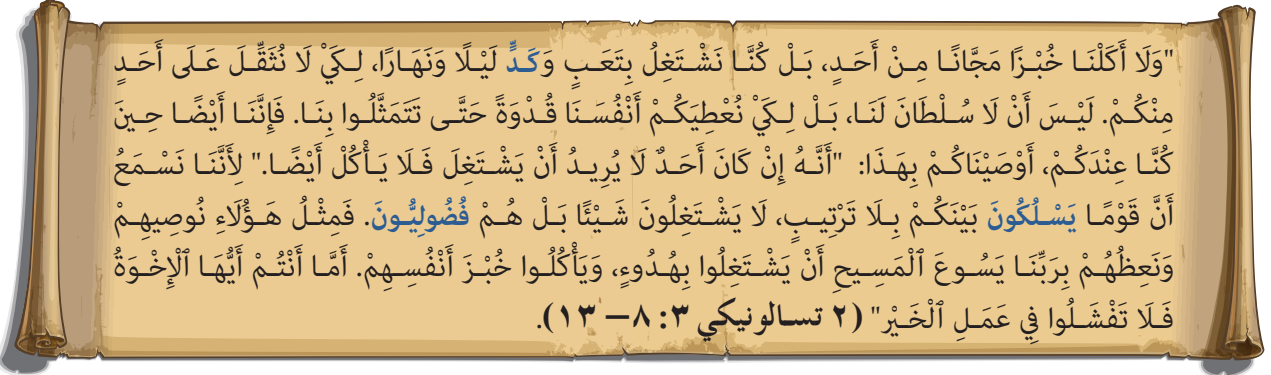 "وَلَا أَكَلْنَا خُبْزًا مَجَّانًا مِنْ أَحَدٍ، بَلْ كُنَّا نَشْتَغِلُ بِتَعَبٍ وَكَدٍّ لَيْلًا وَنَهَارًا، لِكَيْ لَا نُثَقِّلَ عَلَى أَحَدٍ
مِنْكُمْ. لَيْسَ أَنْ لَا سُلْطَانَ لَنَا، بَلْ لِكَيْ نُعْطِيَكُمْ أَنْفُسَنَا قُدْوَةً حَتَّى تَتَمَثَّلُوا بِنَا. فَإِنَّنَا أَيْضًا حِينَ
كُنَّا عِنْدَكُمْ، أَوْصَيْنَاكُمْ بِهَذَا: "أَنَّهُ إِنْ كَانَ أَحَدٌ لَا يُرِيدُ أَنْ يَشْتَغِلَ فَلَا يَأْكُلْ أَيْضًا." لِأَنَّنَا نَسْمَعُ
أَنَّ قَوْمًا يَسْلُكُونَ بَيْنَكُمْ بِلَا تَرْتِيبٍ، لَا يَشْتَغِلُونَ شَيْئًا بَلْ هُمْ فُضُولِيُّونَ. فَمِثْلُ هَؤُلَاءِ نُوصِيهِمْ
وَنَعِظُهُمْ بِرَبِّنَا يَسُوعَ ٱلْمَسِيحِ أَنْ يَشْتَغِلُوا بِهُدُوءٍ، وَيَأْكُلُوا خُبْزَ أَنْفُسِهِمْ. أَمَّا أَنْتُمْ أَيُّهَا ٱلْإِخْوَةُ
فَلَا تَفْشَلُوا فِي عَمَلِ ٱلْخَيْرِ" (٢ تسالونيكي ٣: ٨– ١٣).